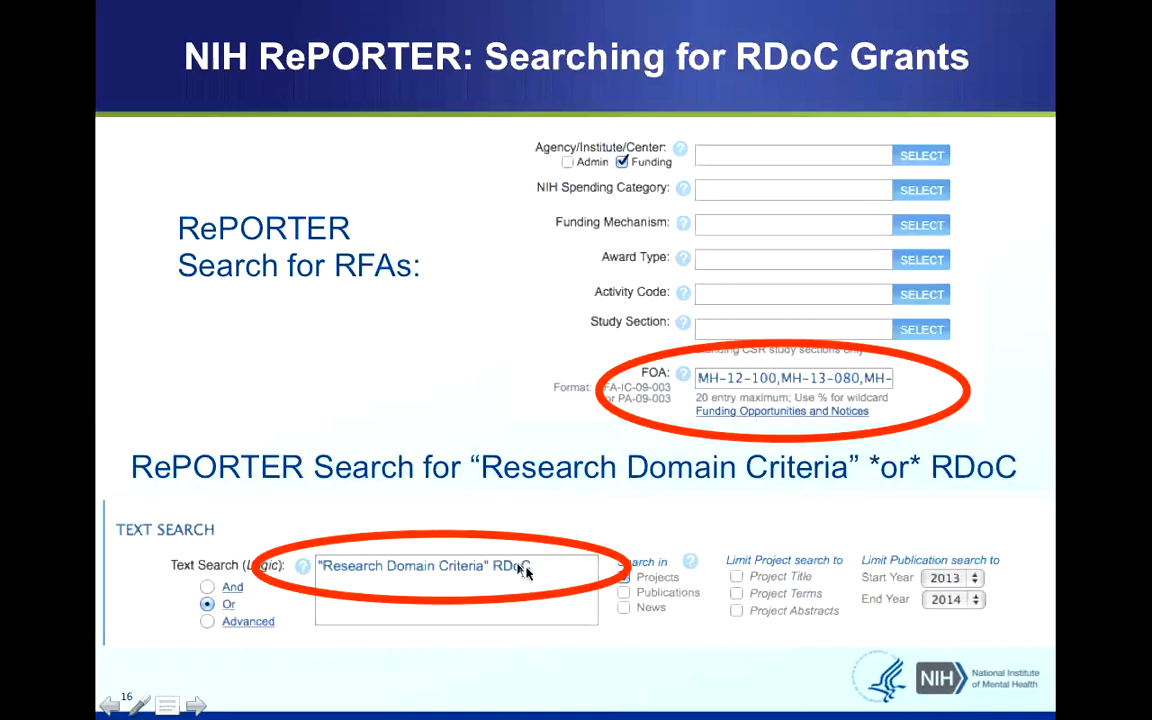 NIH RePORTER: Searching for RDoC Grants
Agency/Institute/Center: ?
Admin Funding
SELECT
NIH Spending Category: ? SELECT
Funding Mechanism: ? SELECT
RePORTER
Search for RFAs:
Award Type: ? SELECT
Activity Code: ? SELECT
Study Section: ? SELECT
CSR study sections only
FOA: ? MH-12-100,MH-13-080,MH-
Format: FA-IC-09-003
or PA-09-003
20 entry maximum; Use % for wildcard
Funding Opportunities and Notices
RePORTER Search for “Research Domain Criteria” *or* RDoC
TEXT SEARCH
Text Search (Logic): ? "Research Domain Criteria" RDoC
And
Or
Advanced
Search in ?
Projects
Publications
News
Limit Project search to
Project Title
Project Terms
Project Abstracts
Limit Publication search to
Start Year 2013
End Year 2014
NIH National Institute
of Mental Health
16